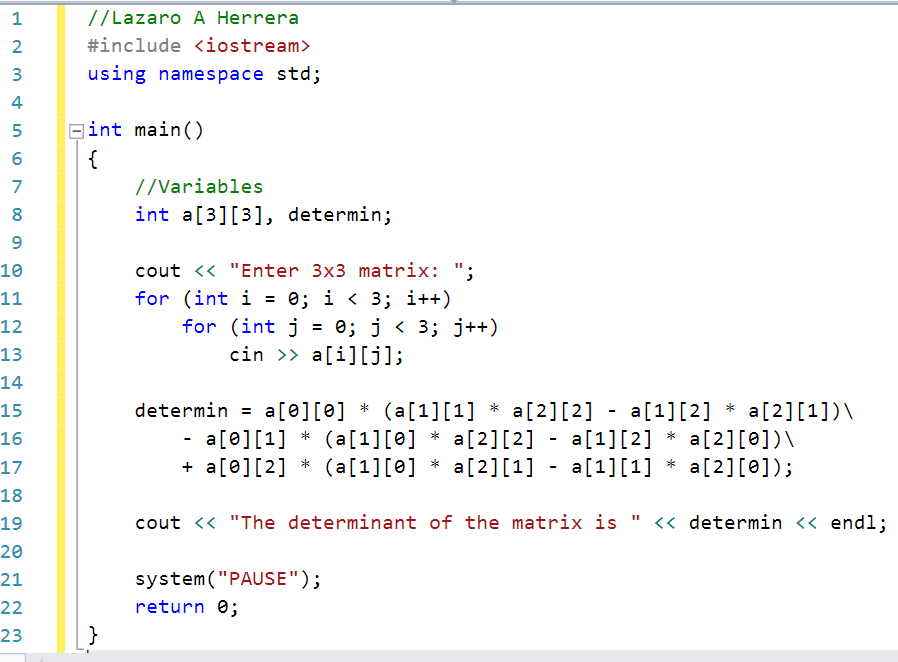 1 //Lazaro A Herrera
2 #include <iostream>
3 using namespace std;
4
5 int main()
6 {
7 //Variables
8 int a[3][3], determin;
9
10 cout << "Enter 3x3 matrix: ";
11 for (int i = 0; i < 3; i++)
12 for (int j = 0; j < 3; j++)
13 cin >> a[i][j];
14
15 determin = a[0][0] * (a[1][1] * a[2][2] - a[1][2] * a[2][1])\
16 - a[0][1] * (a[1][0] * a[2][2] - a[1][2] * a[2][0])\
17 + a[0][2] * (a[1][0] * a[2][1] - a[1][1] * a[2][0]);
18
19 cout << "The determinant of the matrix is " << determin << endl;
20
21 system("PAUSE");
22 return 0;
23 }